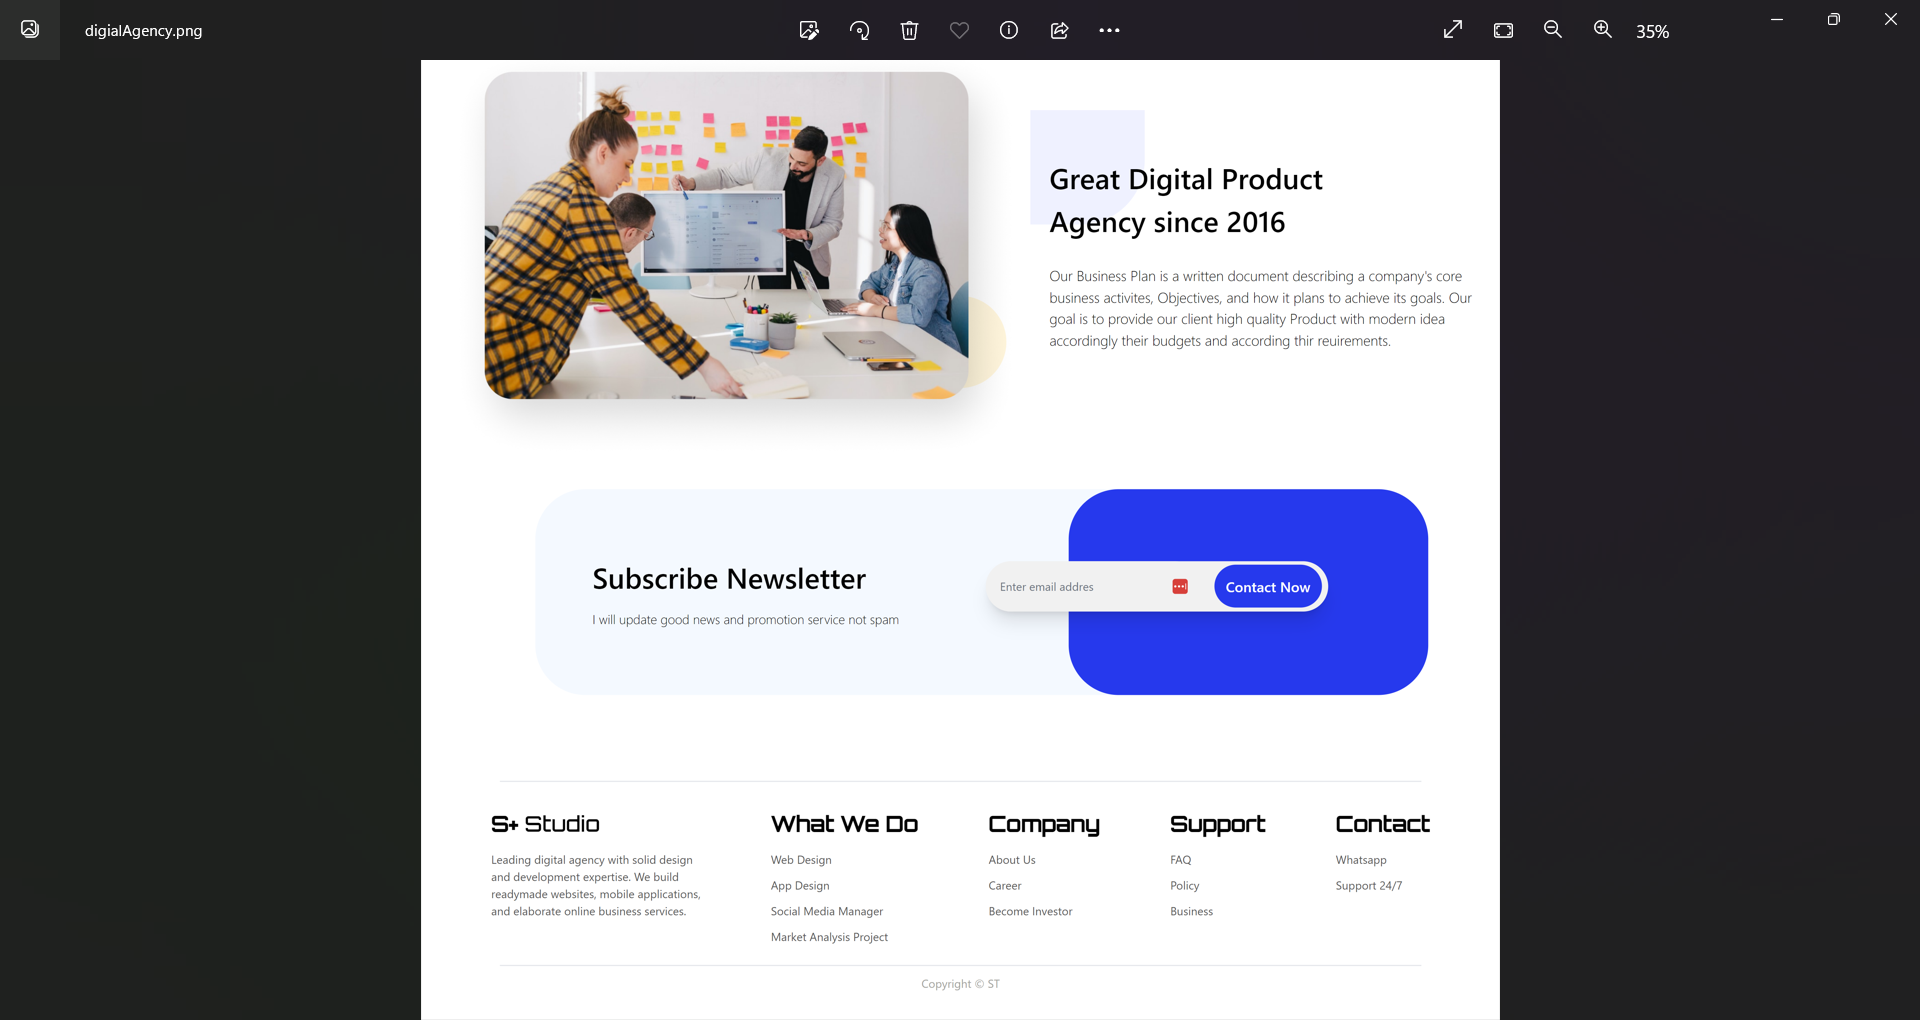 digialAgency.png
35%
Great Digital Product
Agency since 2016
Our Business Plan is a written document describing a company's core
business activites, Objectives, and how it plans to achieve its goals. Our
goal is to provide our client high quality Product with modern idea
accordingly their budgets and according thir reuirements.
Subscribe Newsletter
I will update good news and promotion service not spam
Enter email addres
Contact Now
S+ Studio
Leading digital agency with solid design
and development expertise. We build
readymade websites, mobile applications,
and elaborate online business services.
What We Do
Web Design
App Design
Social Media Manager
Market Analysis Project
Company
About Us
Career
Become Investor
Support
FAQ
Policy
Business
Contact
Whatsapp
Support 24/7
Copyright © ST